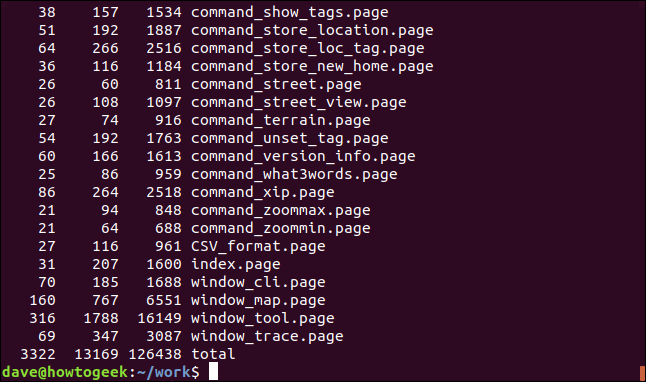 38 157 1534 command_show_tags.page
51 192 1887 command_store_location.page
64 266 2516 command_store_loc_tag.page
36 116 1184 command_store_new_home.page
26 60 811 command_street.page
26 108 1097 command_street_view.page
27 74 916 command_terrain.page
54 192 1763 command_unset_tag.page
60 166 1613 command_version_info.page
25 86 959 command_what3words.page
86 264 2518 command_xip.page
21 94 848 command_zoommax.page
21 64 688 command_zoommin.page
27 116 961 CSV_format.page
31 207 1600 index.page
70 185 1688 window_cli.page
160 767 6551 window_map.page
316 1788 16149 window_tool.page
69 347 3087 window_trace.page
3322 13169 126438 total
dave@howtogeek:~/work$